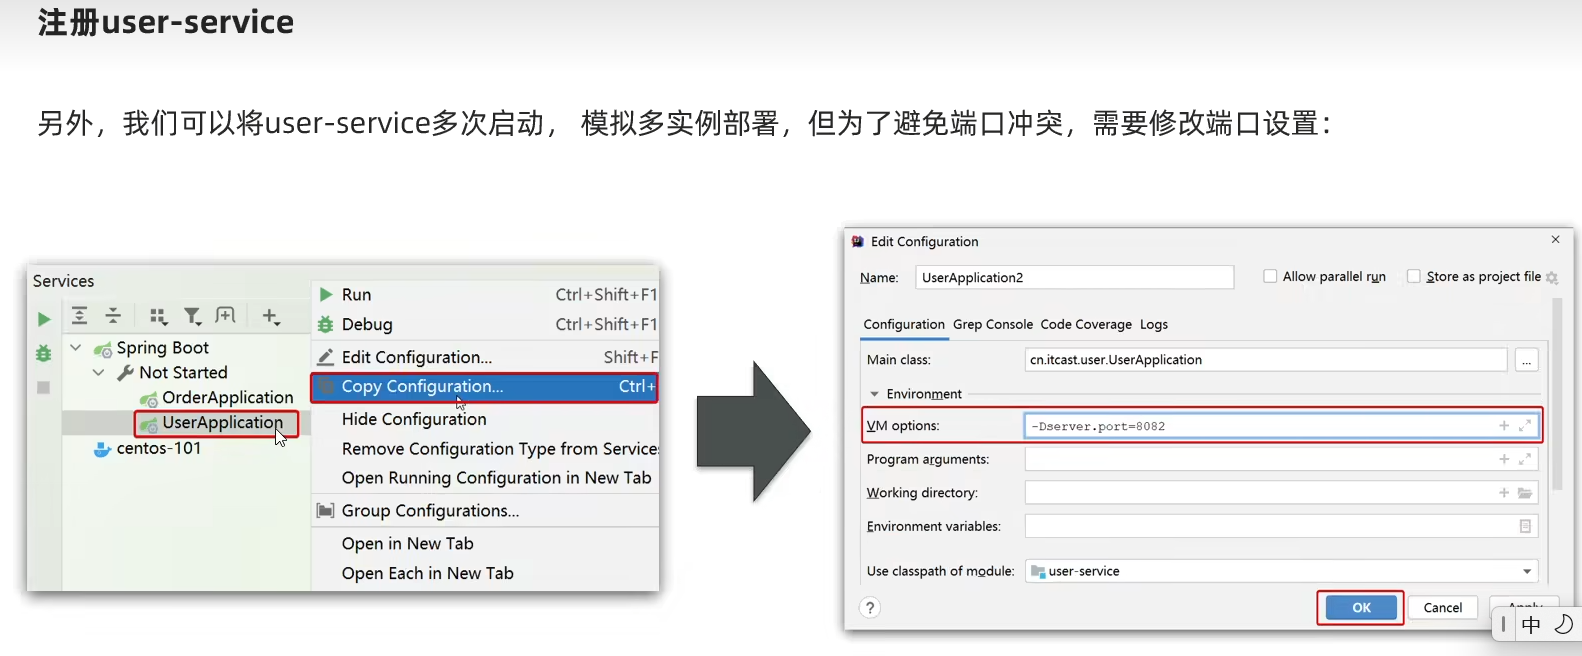 注册user-service
另外，我们可以将user-service多次启动， 模拟多实例部署，但为了避免端口冲突，需要修改端口设置：
Services
Spring Boot
Not Started
OrderApplication
UserApplication
centos-101
Run Ctrl+Shift+F1
Debug Ctrl+Shift+F1
Edit Configuration... Shift+F
Copy Configuration... Ctrl+
Hide Configuration
Remove Configuration Type from Service
Open Running Configuration in New Tab
Group Configurations...
Open in New Tab
Open Each in New Tab
Edit Configuration
Name: UserApplication2 Allow parallel run Store as project file
Configuration Grep Console Code Coverage Logs
Main class: cn.itcast.user.UserApplication ...
Environment
VM options: -Dserver.port=8082
Program arguments:
Working directory:
Environment variables:
Use classpath of module: user-service
? OK Cancel
中